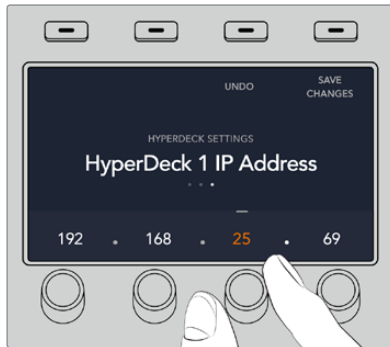 UNDO
SAVE
CHANGES
HYPERDECK SETTINGS
HyperDeck 1 IP Address
192 . 168 . 25 . 69